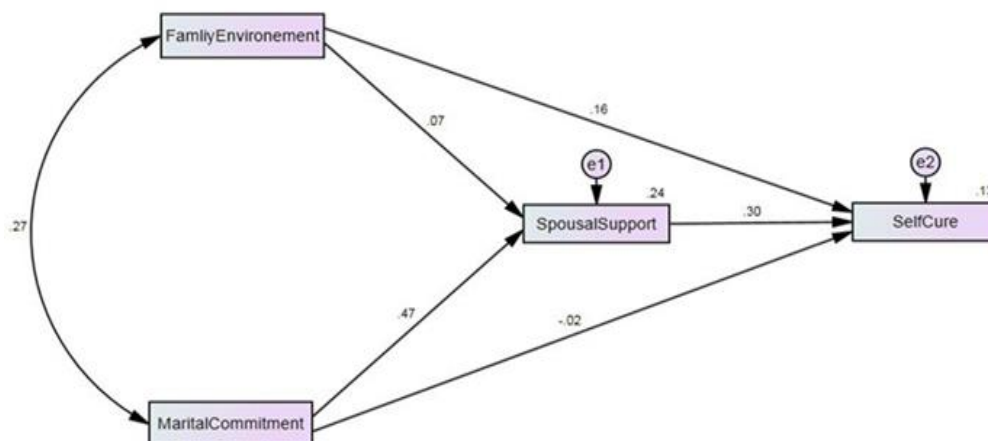 FamliyEnvironement
.16
.07
e1
e2
.24
.27
SpousalSupport
.30
SelfCure
.47
-.02
MaritalCommitment